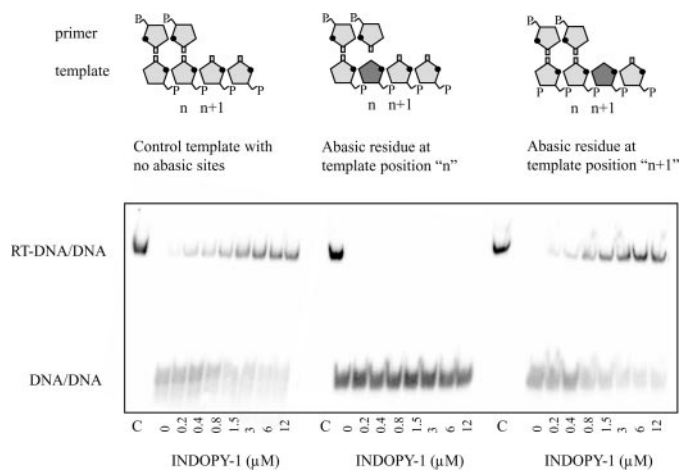 P P
P P
P P
primer
template
P P P P
P P P P
P P P P
n n+1
n n+1
n n+1
Control template with
no abasic sites
Abasic residue at
template position “n”
Abasic residue at
template position “n+1”
RT-DNA/DNA
DNA/DNA
C 0 0.2 0.4 0.8 1.5 3 6 12
C 0 0.2 0.4 0.8 1.5 3 6 12
C 0 0.2 0.4 0.8 1.5 3 6 12
INDOPY-1 (µM)
INDOPY-1 (µM)
INDOPY-1 (µM)